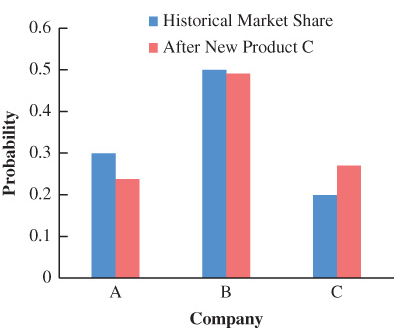 Historical Market Share
After New Product C
0.6
0.5
0.4
0.3
0.2
0.1
0
Probability
A B C
Company